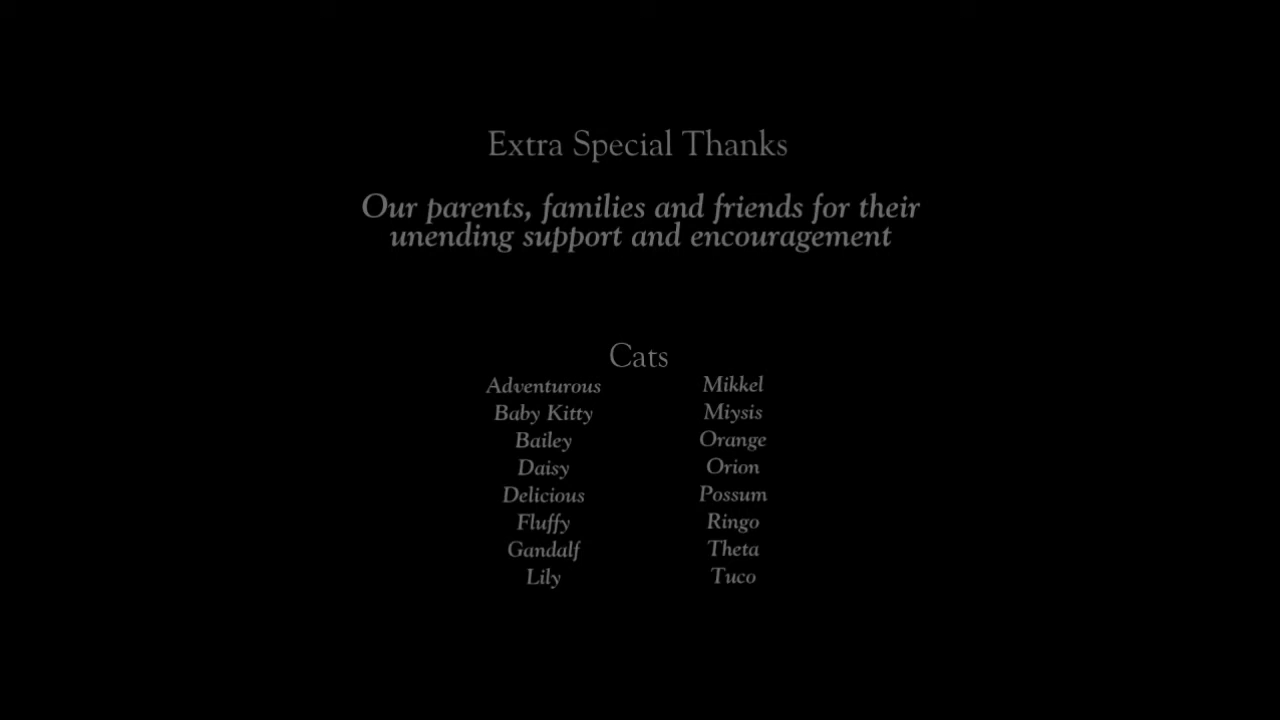 Extra Special Thanks
Our parents, families and friends for their
unending support and encouragement
Cats
Adventurous
Baby Kitty
Bailey
Daisy
Delicious
Fluffy
Gandalf
Lily
Mikkel
Miysis
Orange
Orion
Possum
Ringo
Theta
Tuco